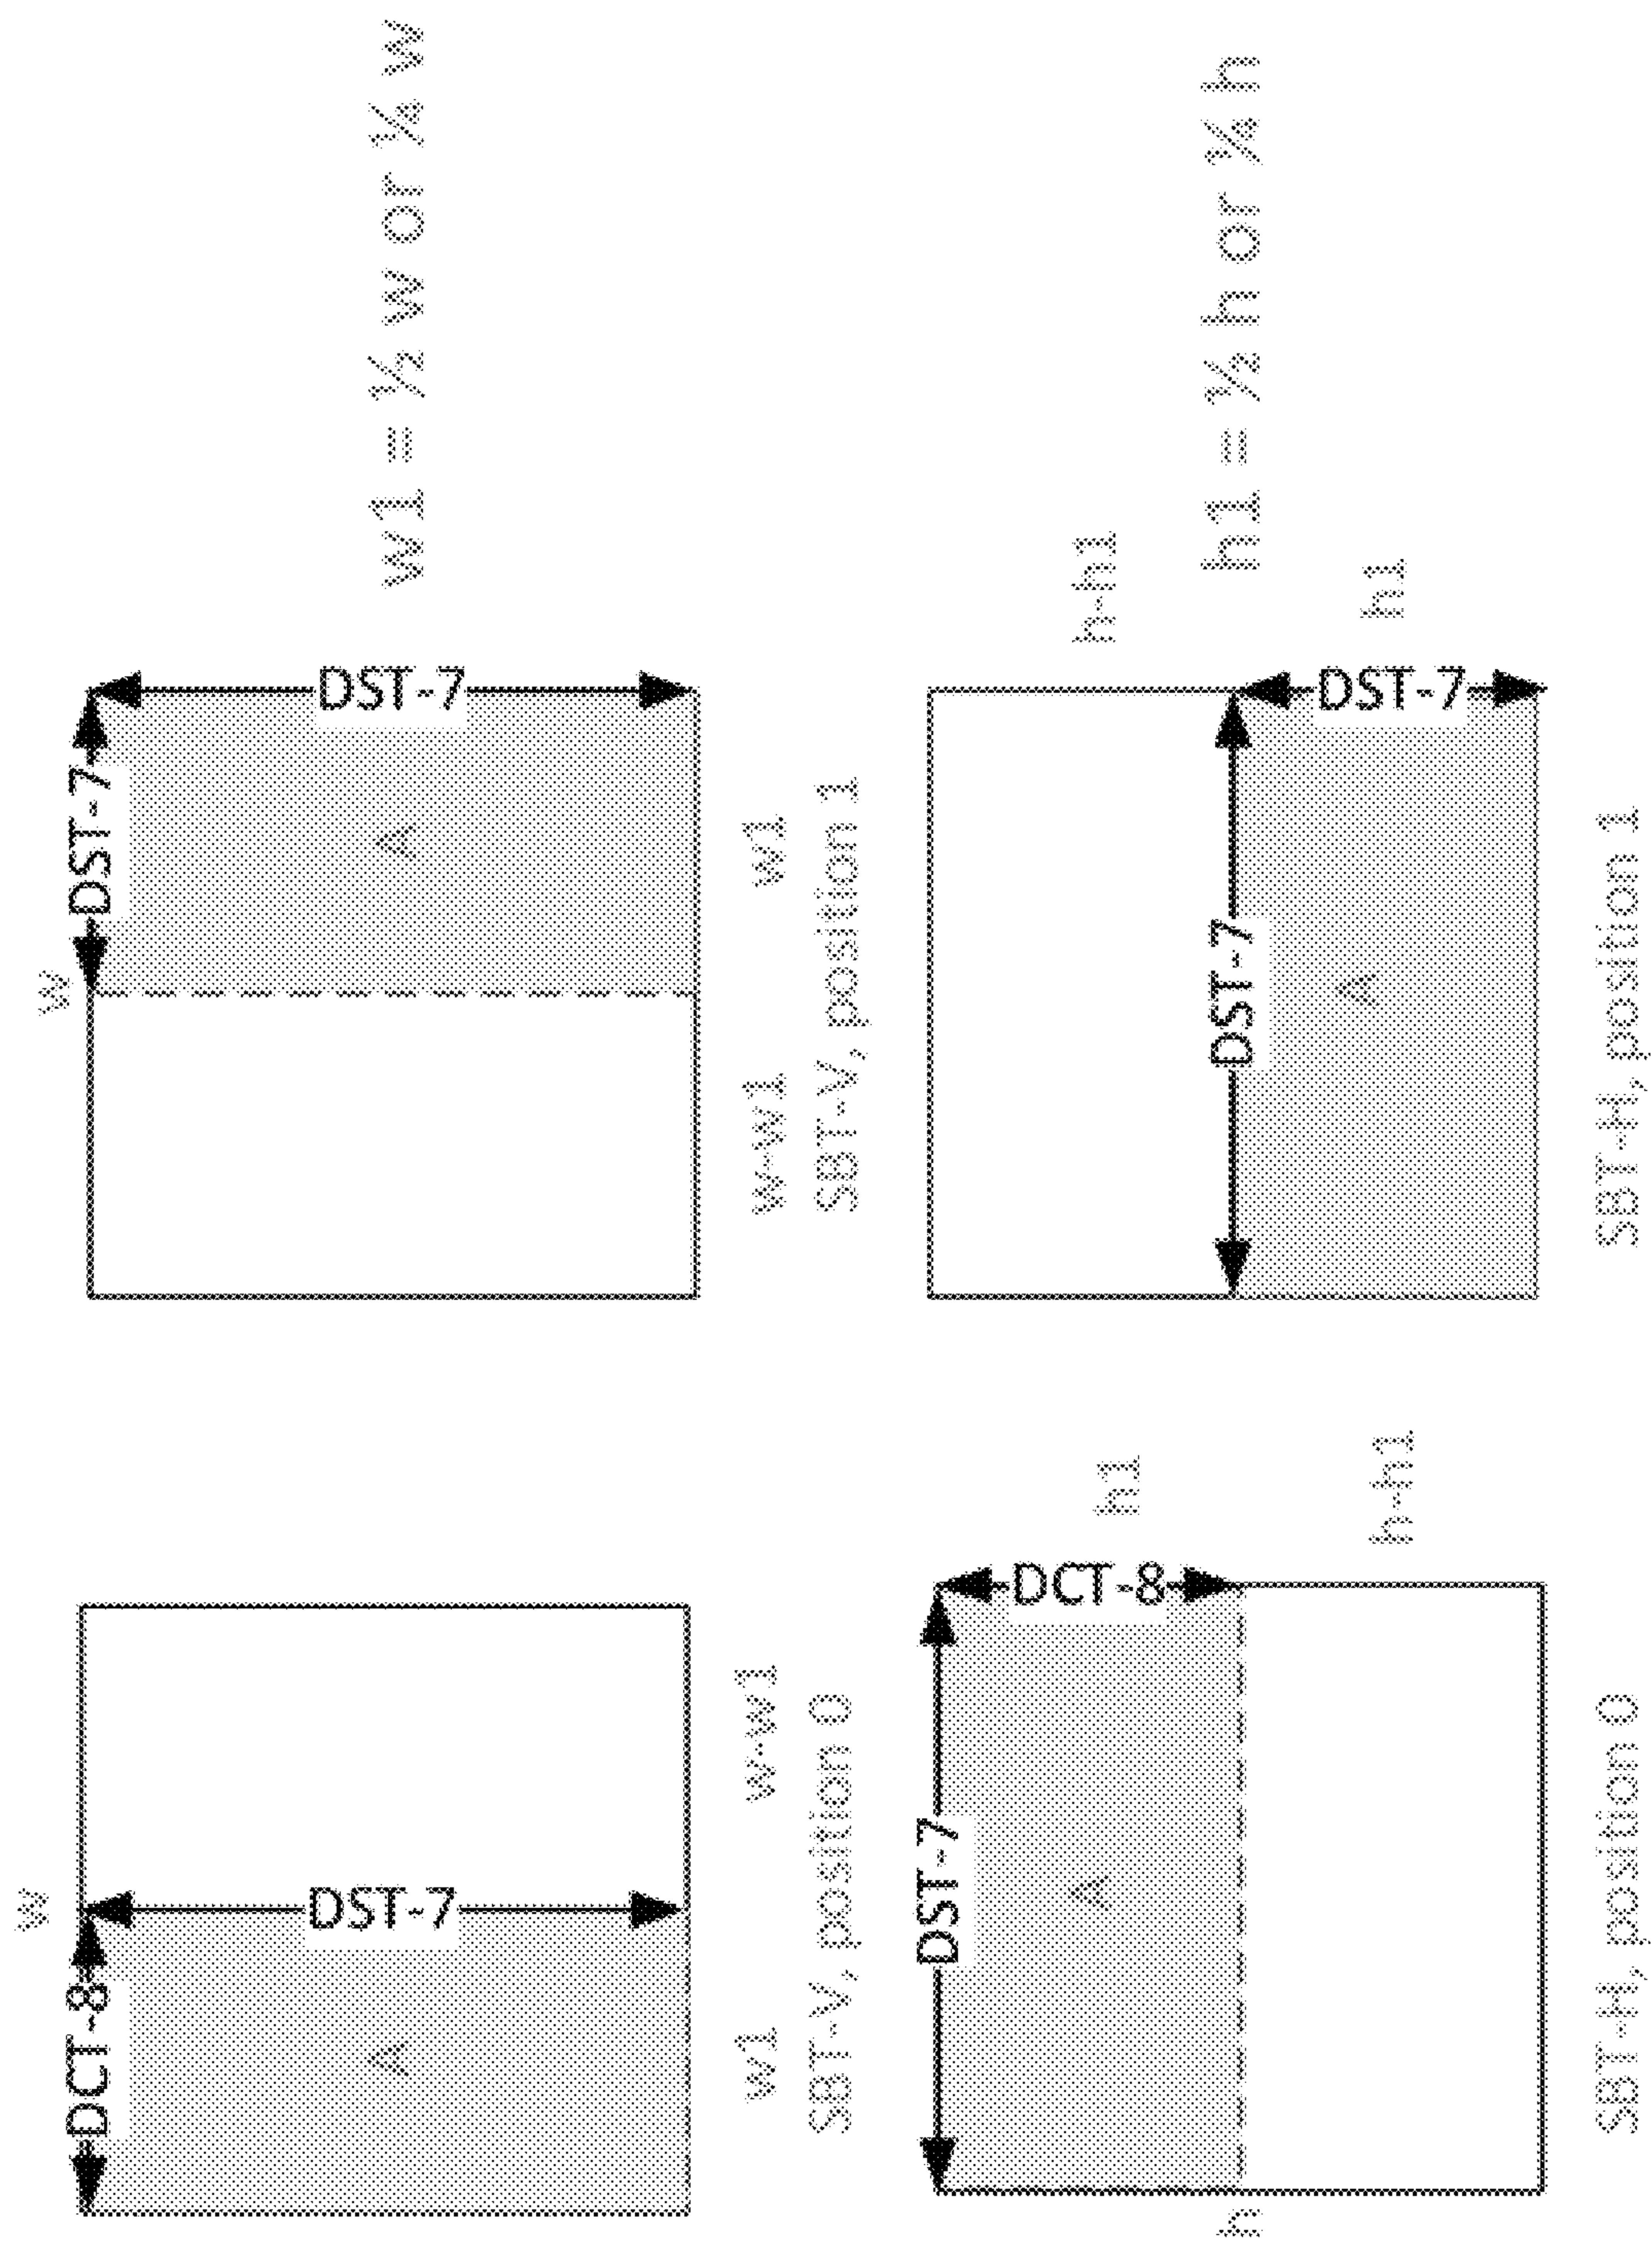 w
DCT-8
DST-7
A
w1
w-w1
SBT-V, position 0
w
DST-7
DST-7
A
w-w1
w1
SBT-V, position 1
w1 = ½ w or ¼ w
h
DST-7
DCT-8
A
h1
h-h1
SBT-H, position 0
DST-7
DST-7
A
h-h1
h1
SBT-H, position 1
h1 = ½ h or ¼ h